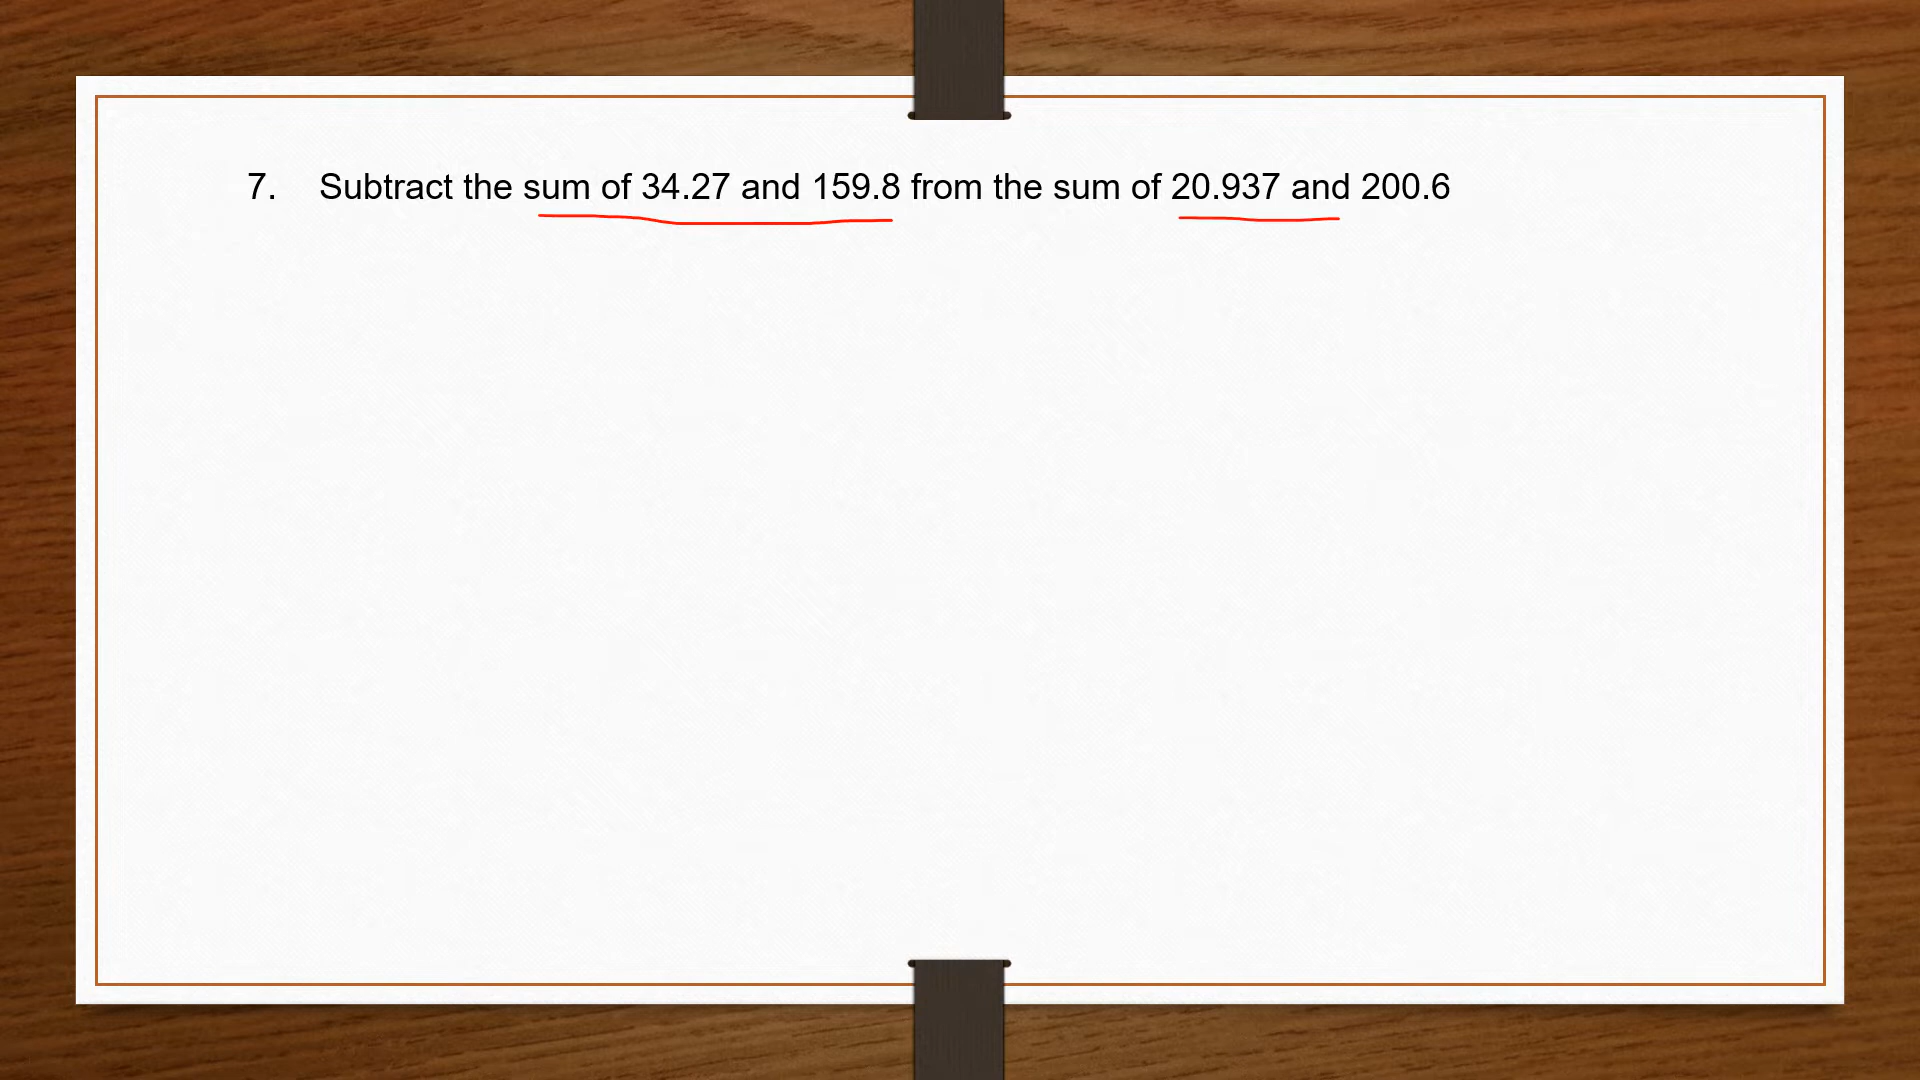 7. Subtract the sum of 34.27 and 159.8 from the sum of 20.937 and 200.6